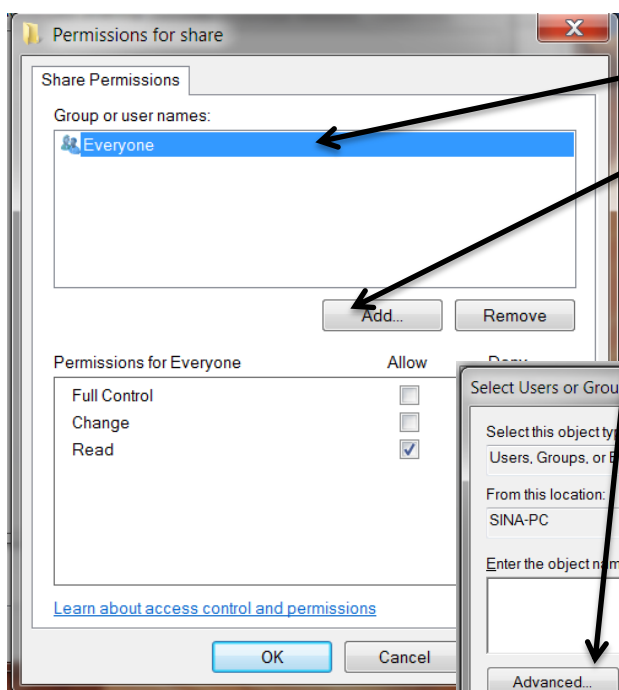 Permissions for share
X
Share Permissions
Group or user names:
Everyone
Add...
Remove
Permissions for Everyone Allow
Full Control
Change
Read
Learn about access control and permissions
OK
Cancel
Select Users or Grou
Select this object ty
Users, Groups, or
From this location:
SINA-PC
Enter the object nam
Advanced...